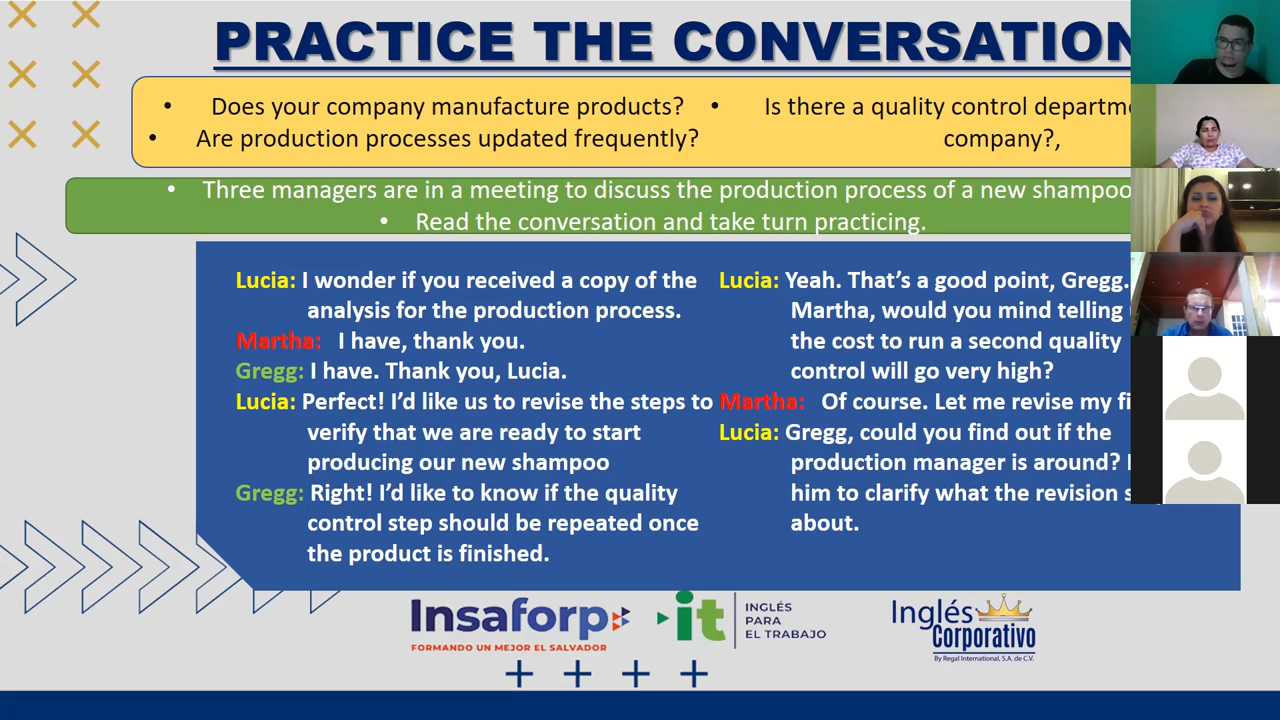 PRACTICE THE CONVERSATION
• Does your company manufacture products?
• Are production processes updated frequently?
• Is there a quality control
company?,
• Three managers are in a meeting to discuss the production process of a new shampoo
• Read the conversation and take turn practicing.
Lucia: I wonder if you received a copy of the
analysis for the production process.
Martha: I have, thank you.
Gregg: I have. Thank you, Lucia.
Lucia: Perfect! I'd like us to revise the steps to
verify that we are ready to start
producing our new shampoo
Gregg: Right! I'd like to know if the quality
control step should be repeated once
the product is finished.
Lucia: Yeah. That's a good point, Gregg.
Martha, would you mind telling
the cost to run a second quality
control will go very high?
Martha: Of course. Let me revise my
Lucia: Gregg, could you find out if the
production manager is around?
him to clarify what the revision
about.
Insaforp
FORMANDO UN MEJOR EL SALVADOR
it
INGLÉS
PARA
EL TRABAJO
Inglés
Corporativo
By Regal International, S.A. de C.V.